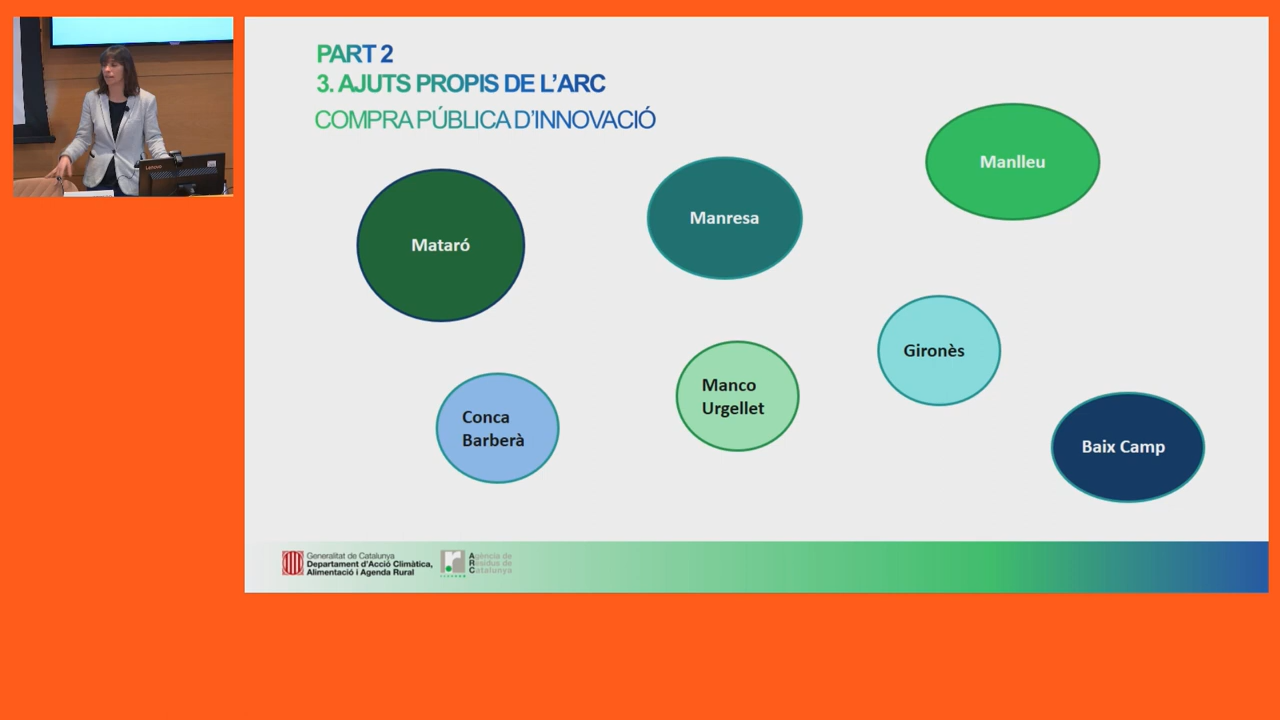 PART 2
3. AJUTS PROPIS DE L'ARC
COMPRA PÚBLICA D'INNOVACIÓ
Manlleu
Manresa
Mataró
Gironès
Manco
Urgellet
Conca
Barberà
Baix Camp
Generalitat de Catalunya
Departament d'Acció Climàtica,
Alimentació i Agenda Rural
Agència de
Residus de
Catalunya
Lenovo